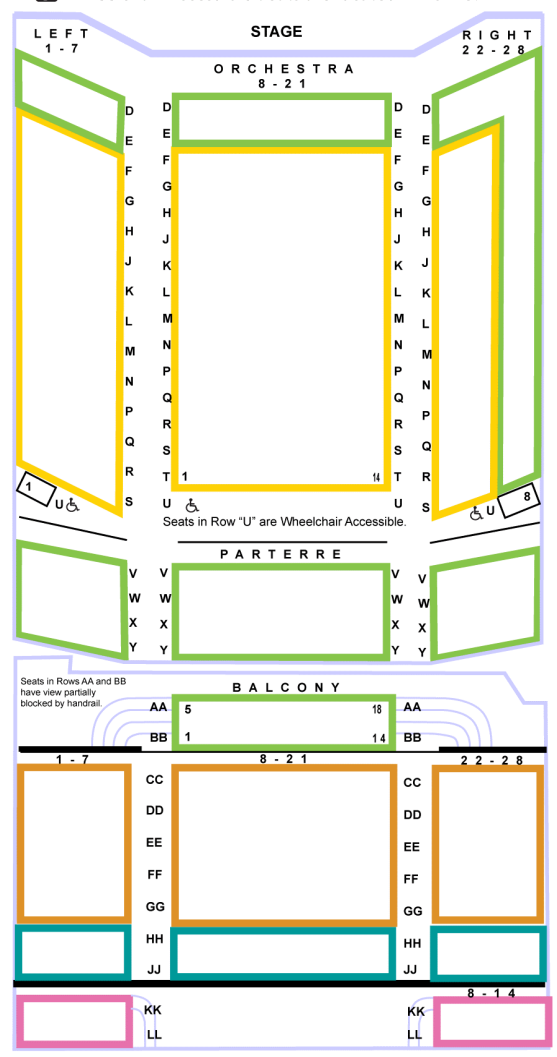 STAGE
LEFT
1 - 7
RIGHT
22 - 28
ORCHESTRA
8 - 21
D D D D
E E E E
F F F F
G G G G
H H H H
J J J J
K K K K
L L L L
M M M M
N N N N
P P P P
Q Q Q Q
R R R R
S S S S
T 1 14 T
1 U U U U 8
Seats in Row “U” are Wheelchair Accessible.
PARTERRE
V V V V
W W W W
X X X X
Y Y Y Y
Seats in Rows AA and BB
have view partially
blocked by handrail.
BALCONY
AA 5 18 AA
BB 1 14 BB
1 - 7 8 - 21 22 - 28
CC CC
DD DD
EE EE
FF FF
GG GG
HH HH
JJ JJ
8 - 14
KK KK
LL LL